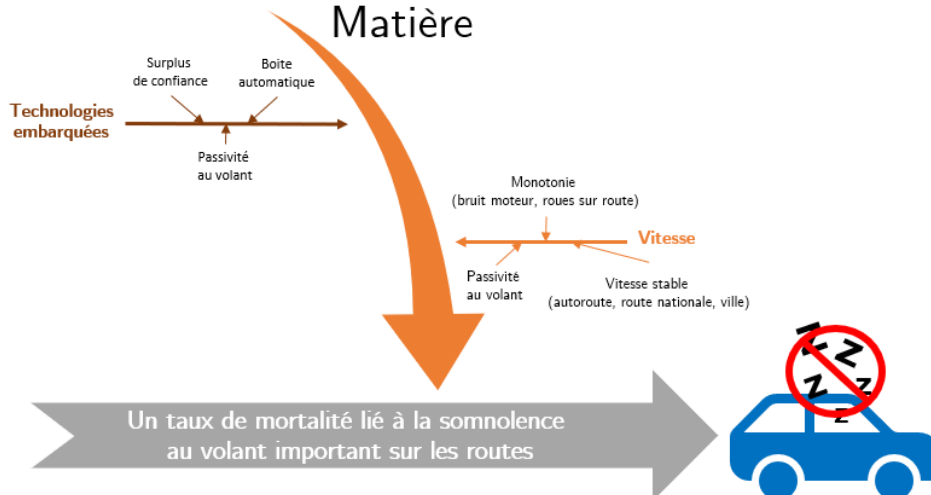 Matière
Surplus
de confiance
Boite
automatique
Technologies
embarquées
Passivité
au volant
Monotonie
(bruit moteur, roues sur route)
Vitesse
Passivité
au volant
Vitesse stable
(autoroute, route nationale, ville)
Z
Z
Z
Z
Z
Un taux de mortalité lié à la somnolence
au volant important sur les routes